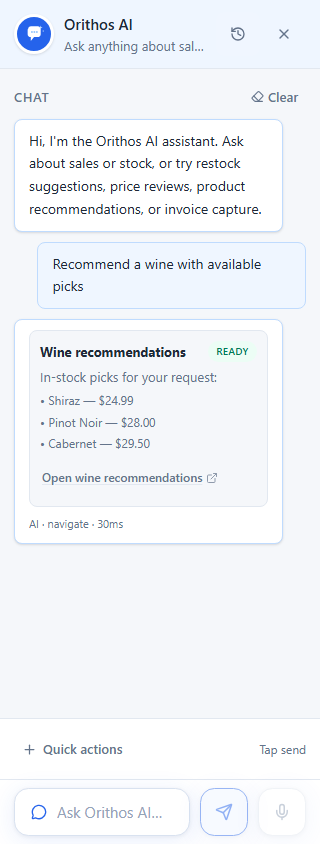 Orithos AI
Ask anything about sal...
CHAT
Clear
Hi, I'm the Orithos AI assistant. Ask
about sales or stock, or try restock
suggestions, price reviews, product
recommendations, or invoice capture.
Recommend a wine with available
picks
Wine recommendations
READY
In-stock picks for your request:
• Shiraz — $24.99
• Pinot Noir — $28.00
• Cabernet — $29.50
Open wine recommendations
AI · navigate · 30ms
Quick actions
Tap send
Ask Orithos AI...